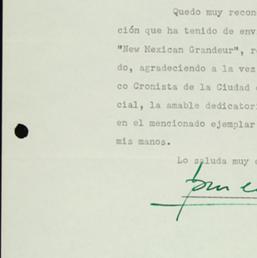 Quedo muy recon
ción que ha tenido de env
"New Mexican Grandeur", r
do, agradeciendo a la vez
co Cronista de la Ciudad
cial, la amable dedicator
en el mencionado ejemplar
mis manos.
Lo saluda muy